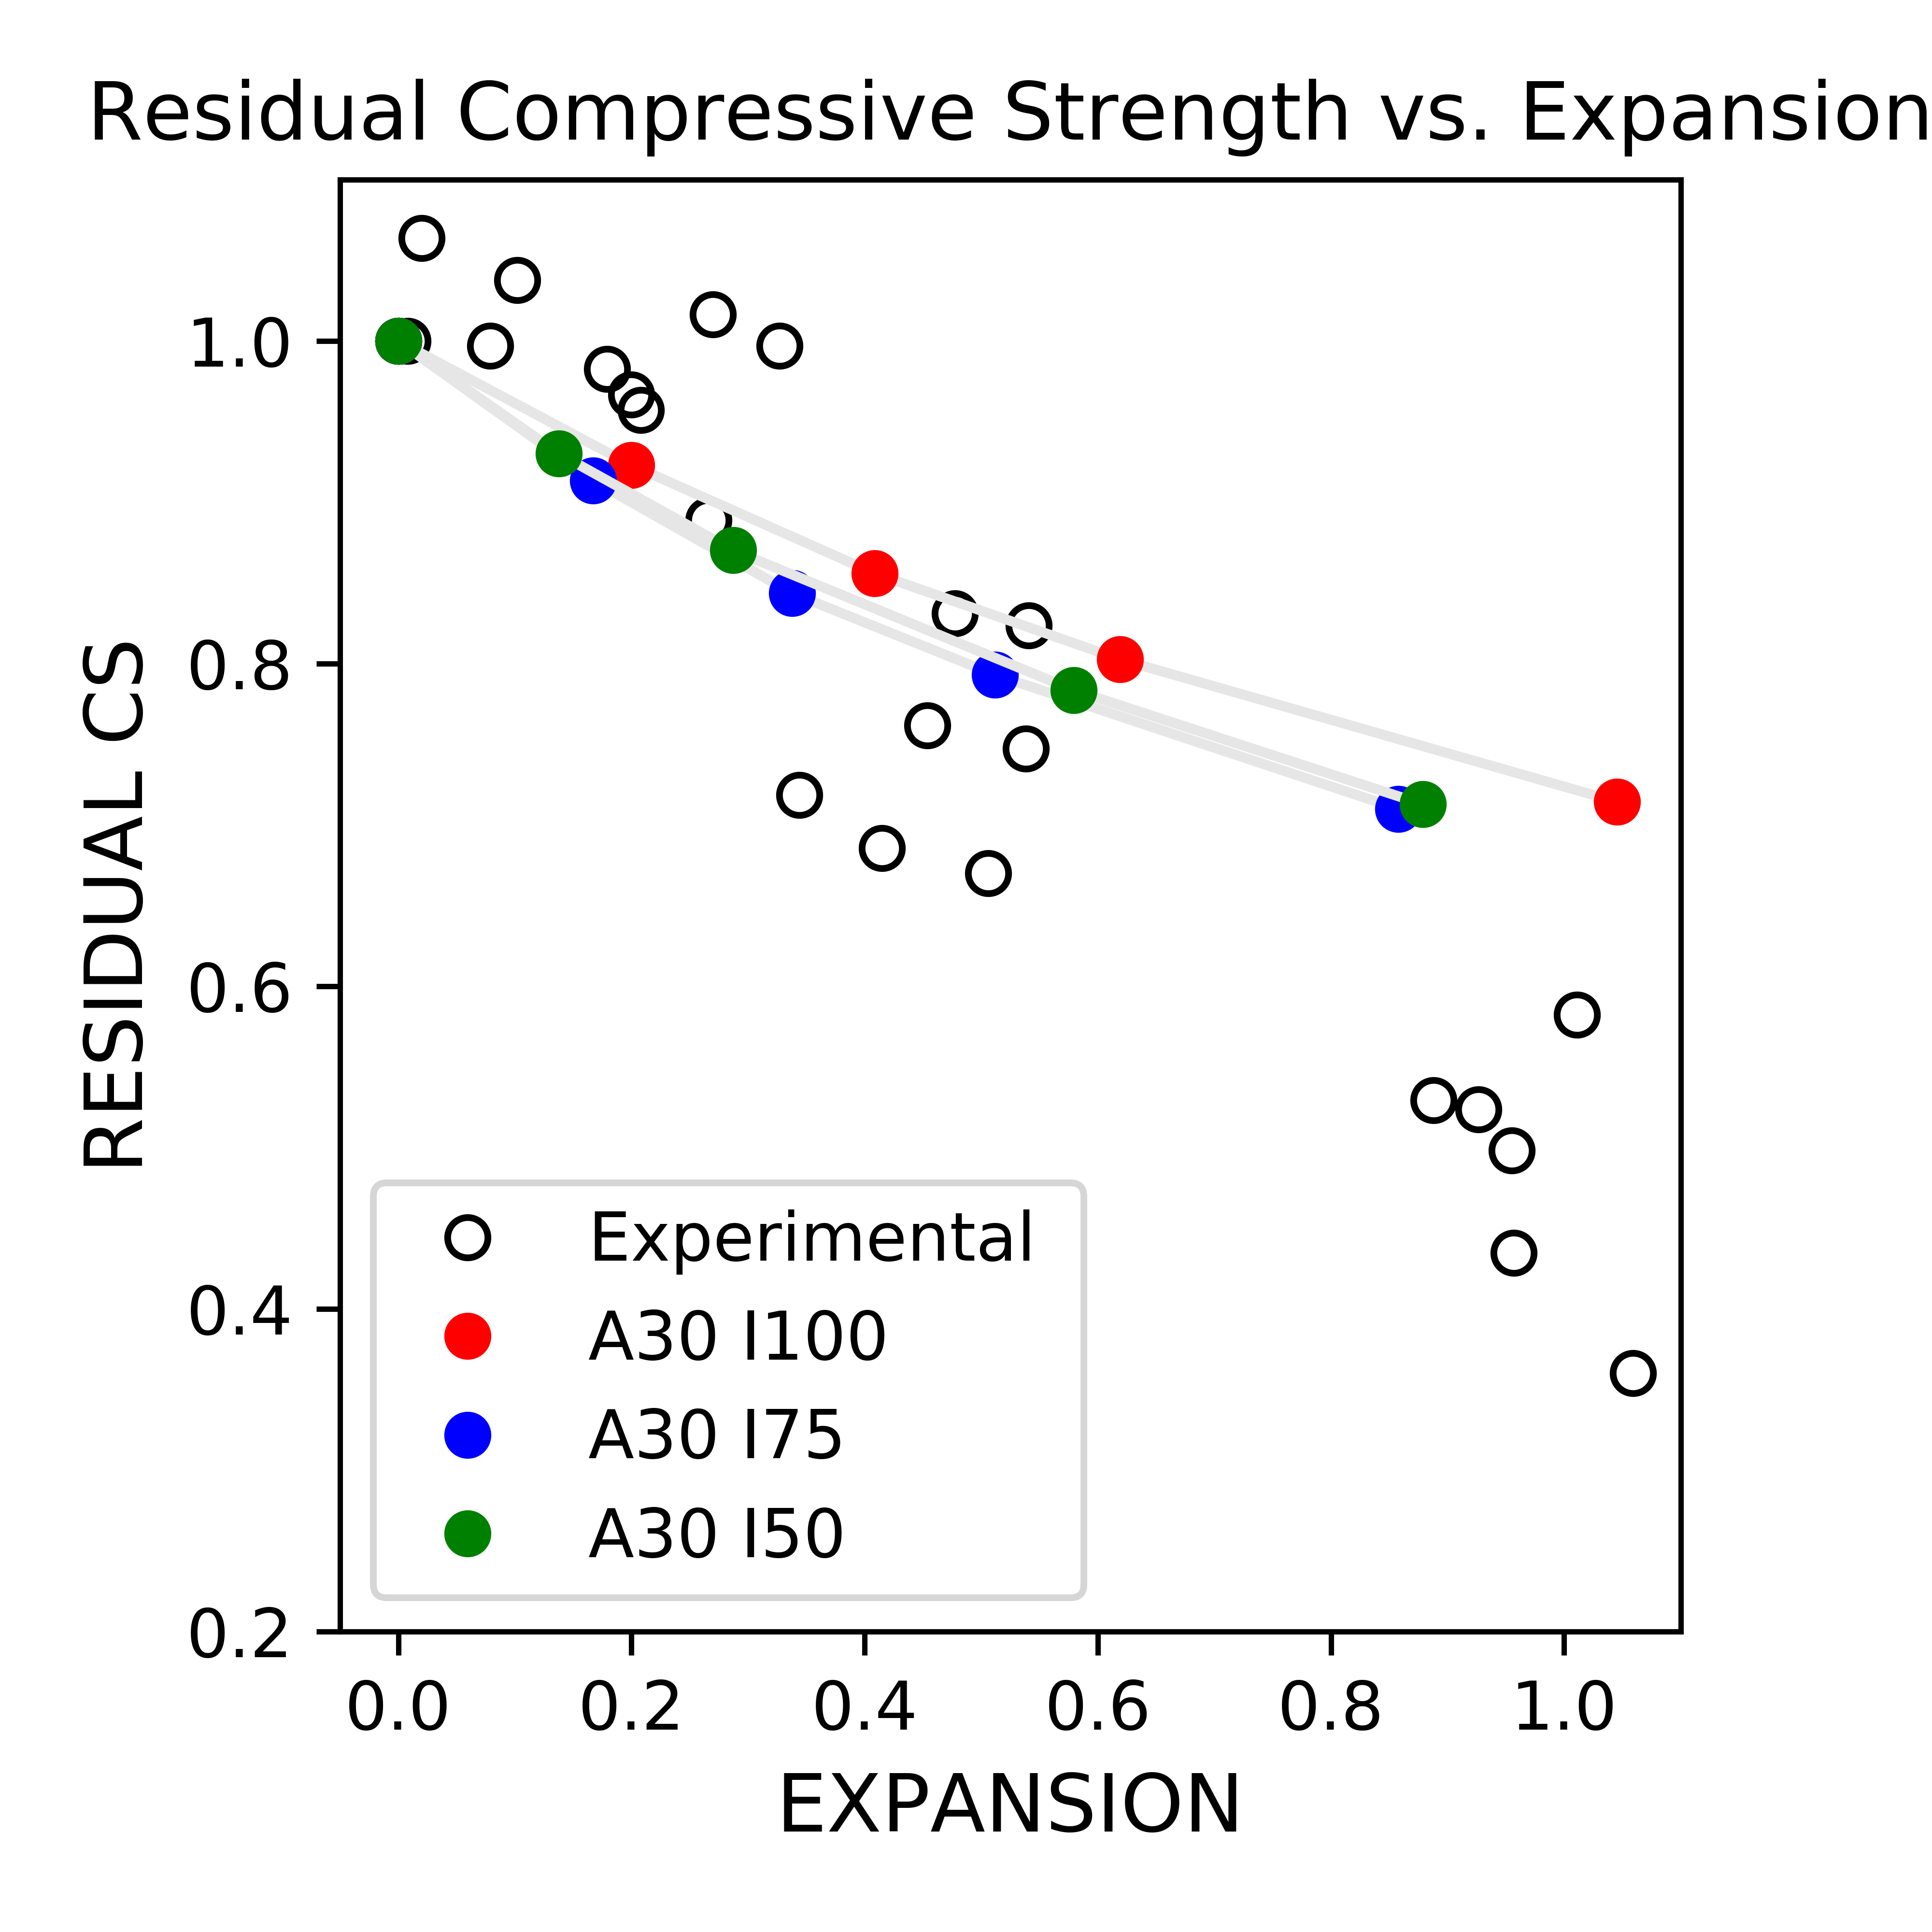 Residual Compressive Strength vs. Expansion
RESIDUAL CS
1.0
0.8
0.6
0.4
0.2
Experimental
A30 I100
A30 I75
A30 I50
0.0 0.2 0.4 0.6 0.8 1.0
EXPANSION